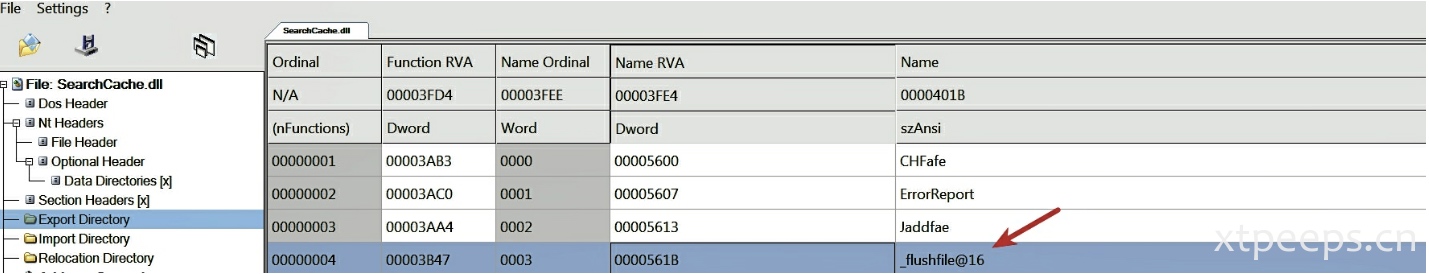 File Settings ?
SearchCache.dll
File: SearchCache.dll
Dos Header
Nt Headers
File Header
Optional Header
Data Directories [x]
Section Headers [x]
Export Directory
Import Directory
Relocation Directory
Ordinal Function RVA Name Ordinal Name RVA Name
N/A 00003FD4 00003FEE 00003FE4 0000401B
(nFunctions) Dword Word Dword szAnsi
00000001 00003AB3 0000 00005600 CHFafe
00000002 00003AC0 0001 00005607 ErrorReport
00000003 00003AA4 0002 00005613 Jaddfae
00000004 00003B47 0003 0000561B _flushfile@16
xtpeeps.cn